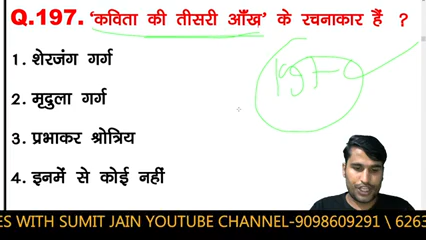 Q.197. ‘कविता की तीसरी आँख’ के रचनाकार हैं ?
1. शेरजंग गर्ग
2. मृदुला गर्ग
3. प्रभाकर श्रोत्रिय
4. इनमें से कोई नहीं
ES WITH SUMIT JAIN YOUTUBE CHANNEL-9098609291 \ 6263